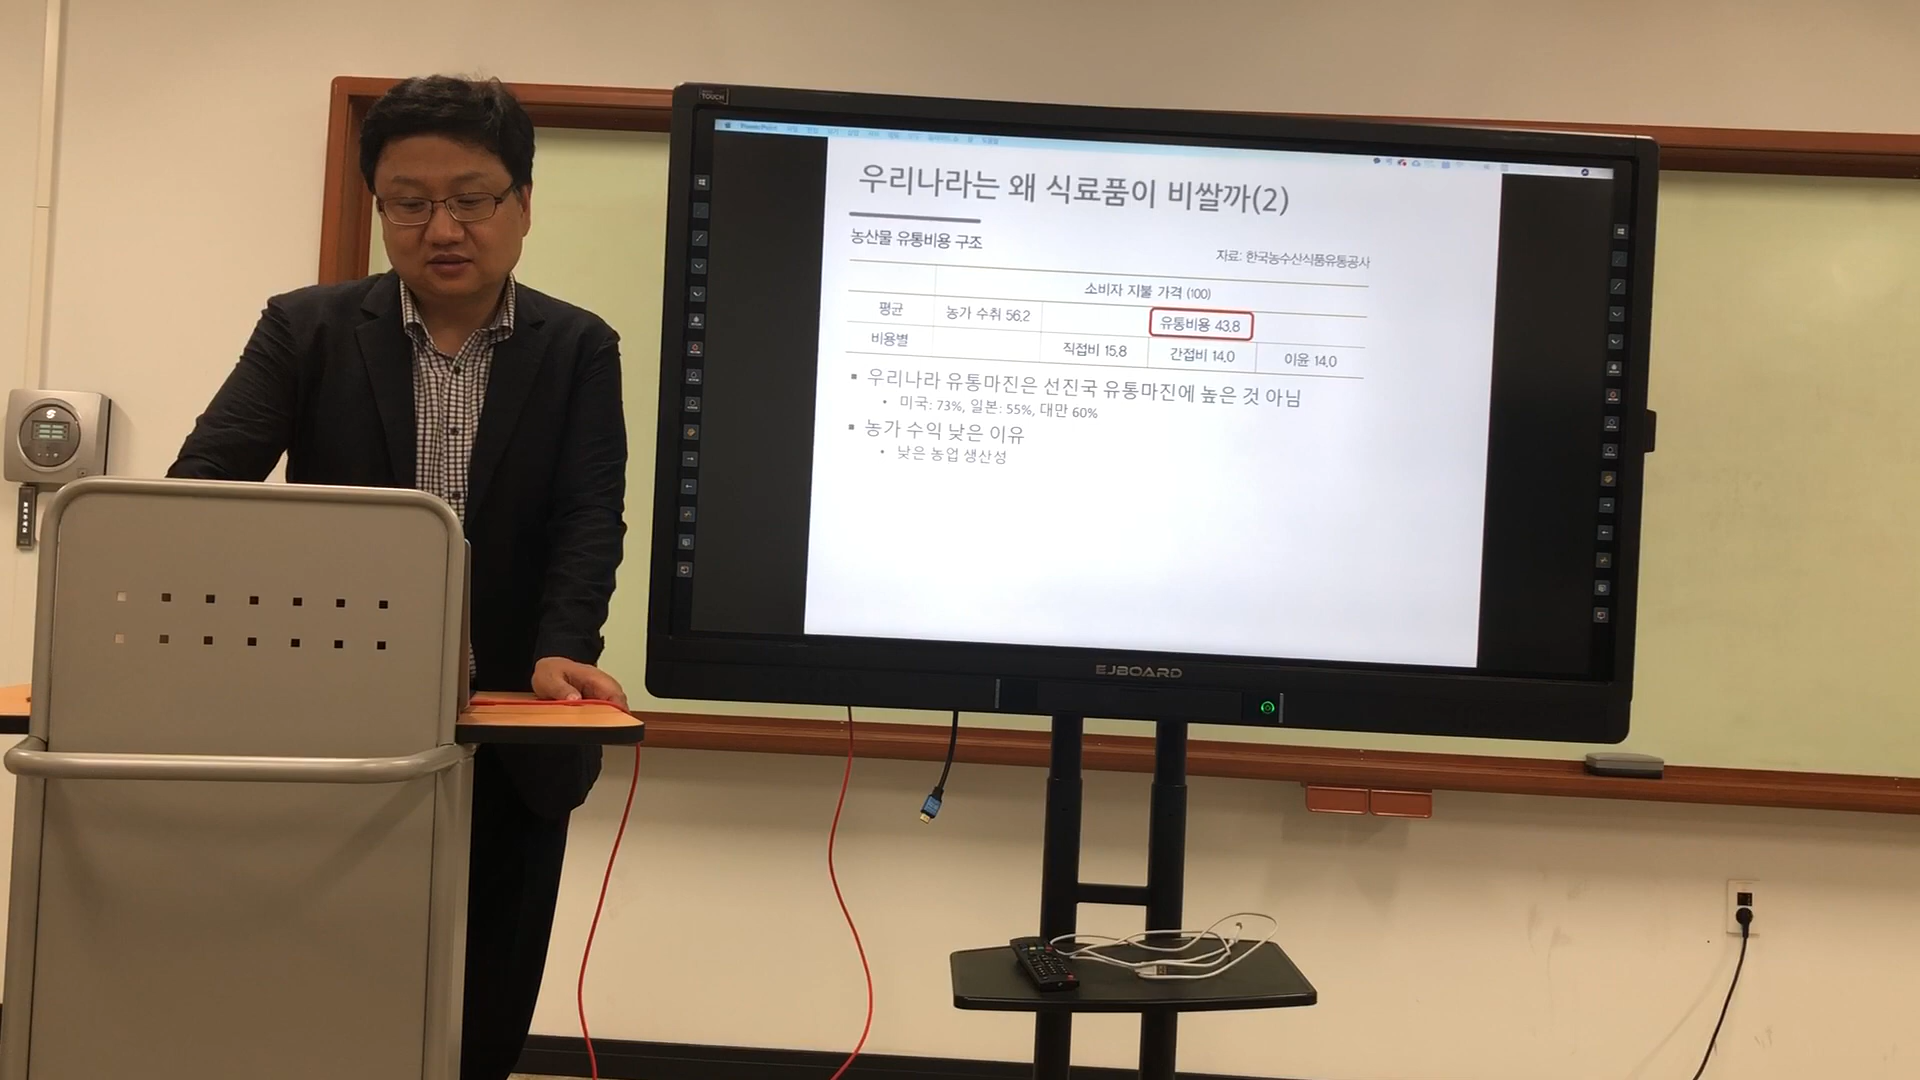 TOUCH
PowerPoint
우리나라는 왜 식료품이 비쌀까(2)
농산물 유통비용 구조
자료: 한국농수산식품유통공사
소비자 지불 가격 (100)
평균 농가 수취 56.2 유통비용 43.8
비용별 직접비 15.8 간접비 14.0 이윤 14.0
▪ 우리나라 유통마진은 선진국 유통마진에 높은 것 아님
• 미국: 73%, 일본: 55%, 대만 60%
▪ 농가 수익 낮은 이유
• 낮은 농업 생산성
EJBOARD